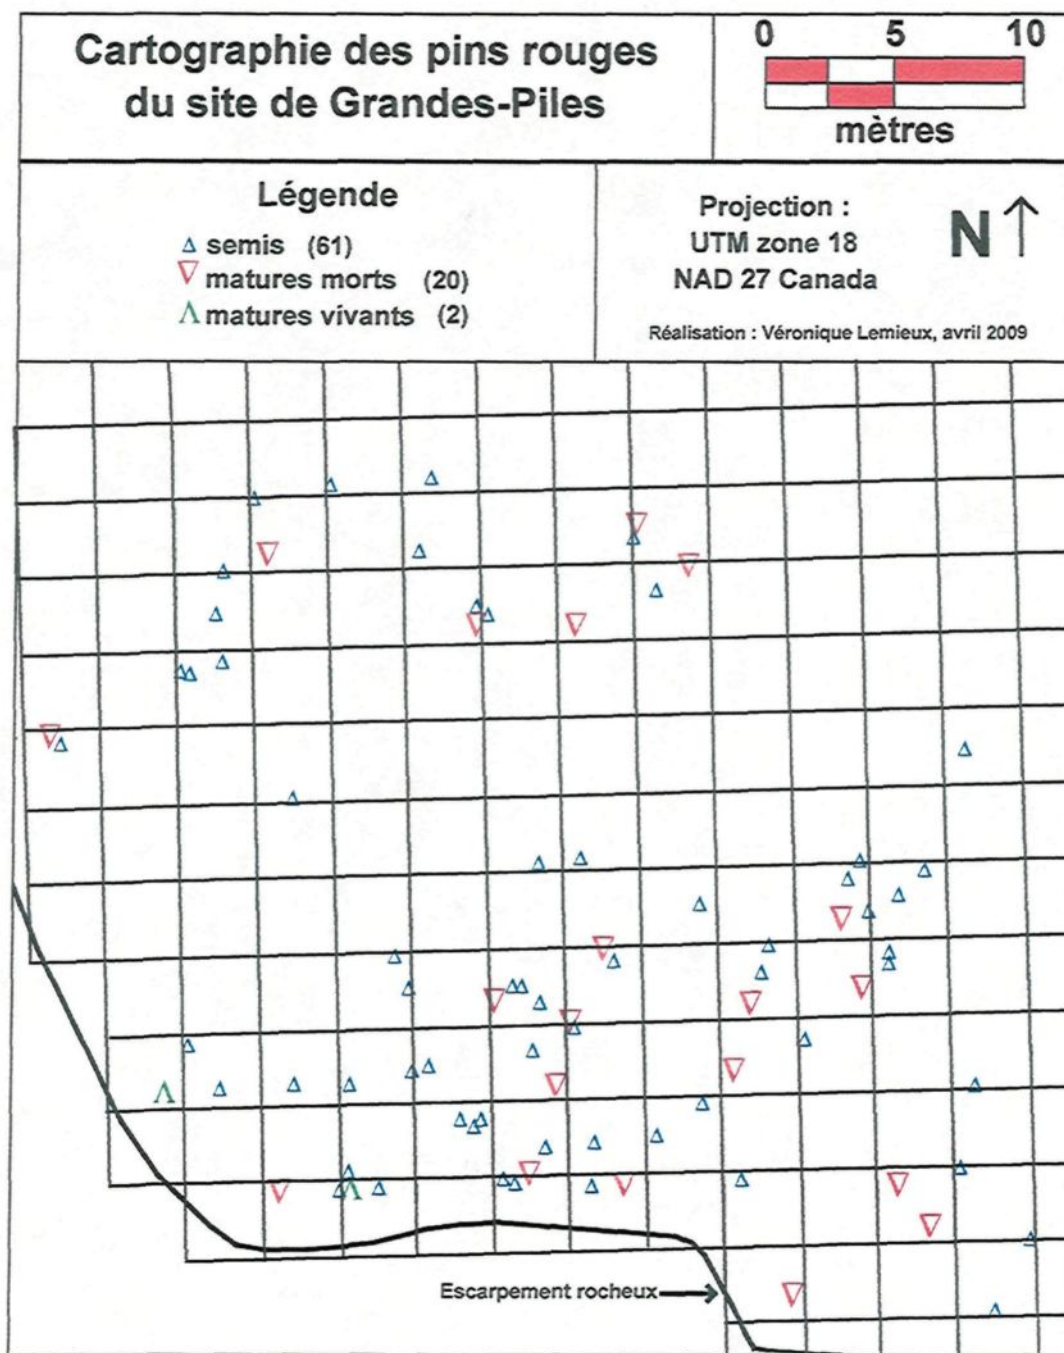 Cartographie des pins rouges
du site de Grandes-Piles
0 5 10
mètres
Légende
semis (61)
matures morts (20)
matures vivants (2)
Projection :
UTM zone 18
NAD 27 Canada
N
Réalisation : Véronique Lemieux, avril 2009
Escarpement rocheux